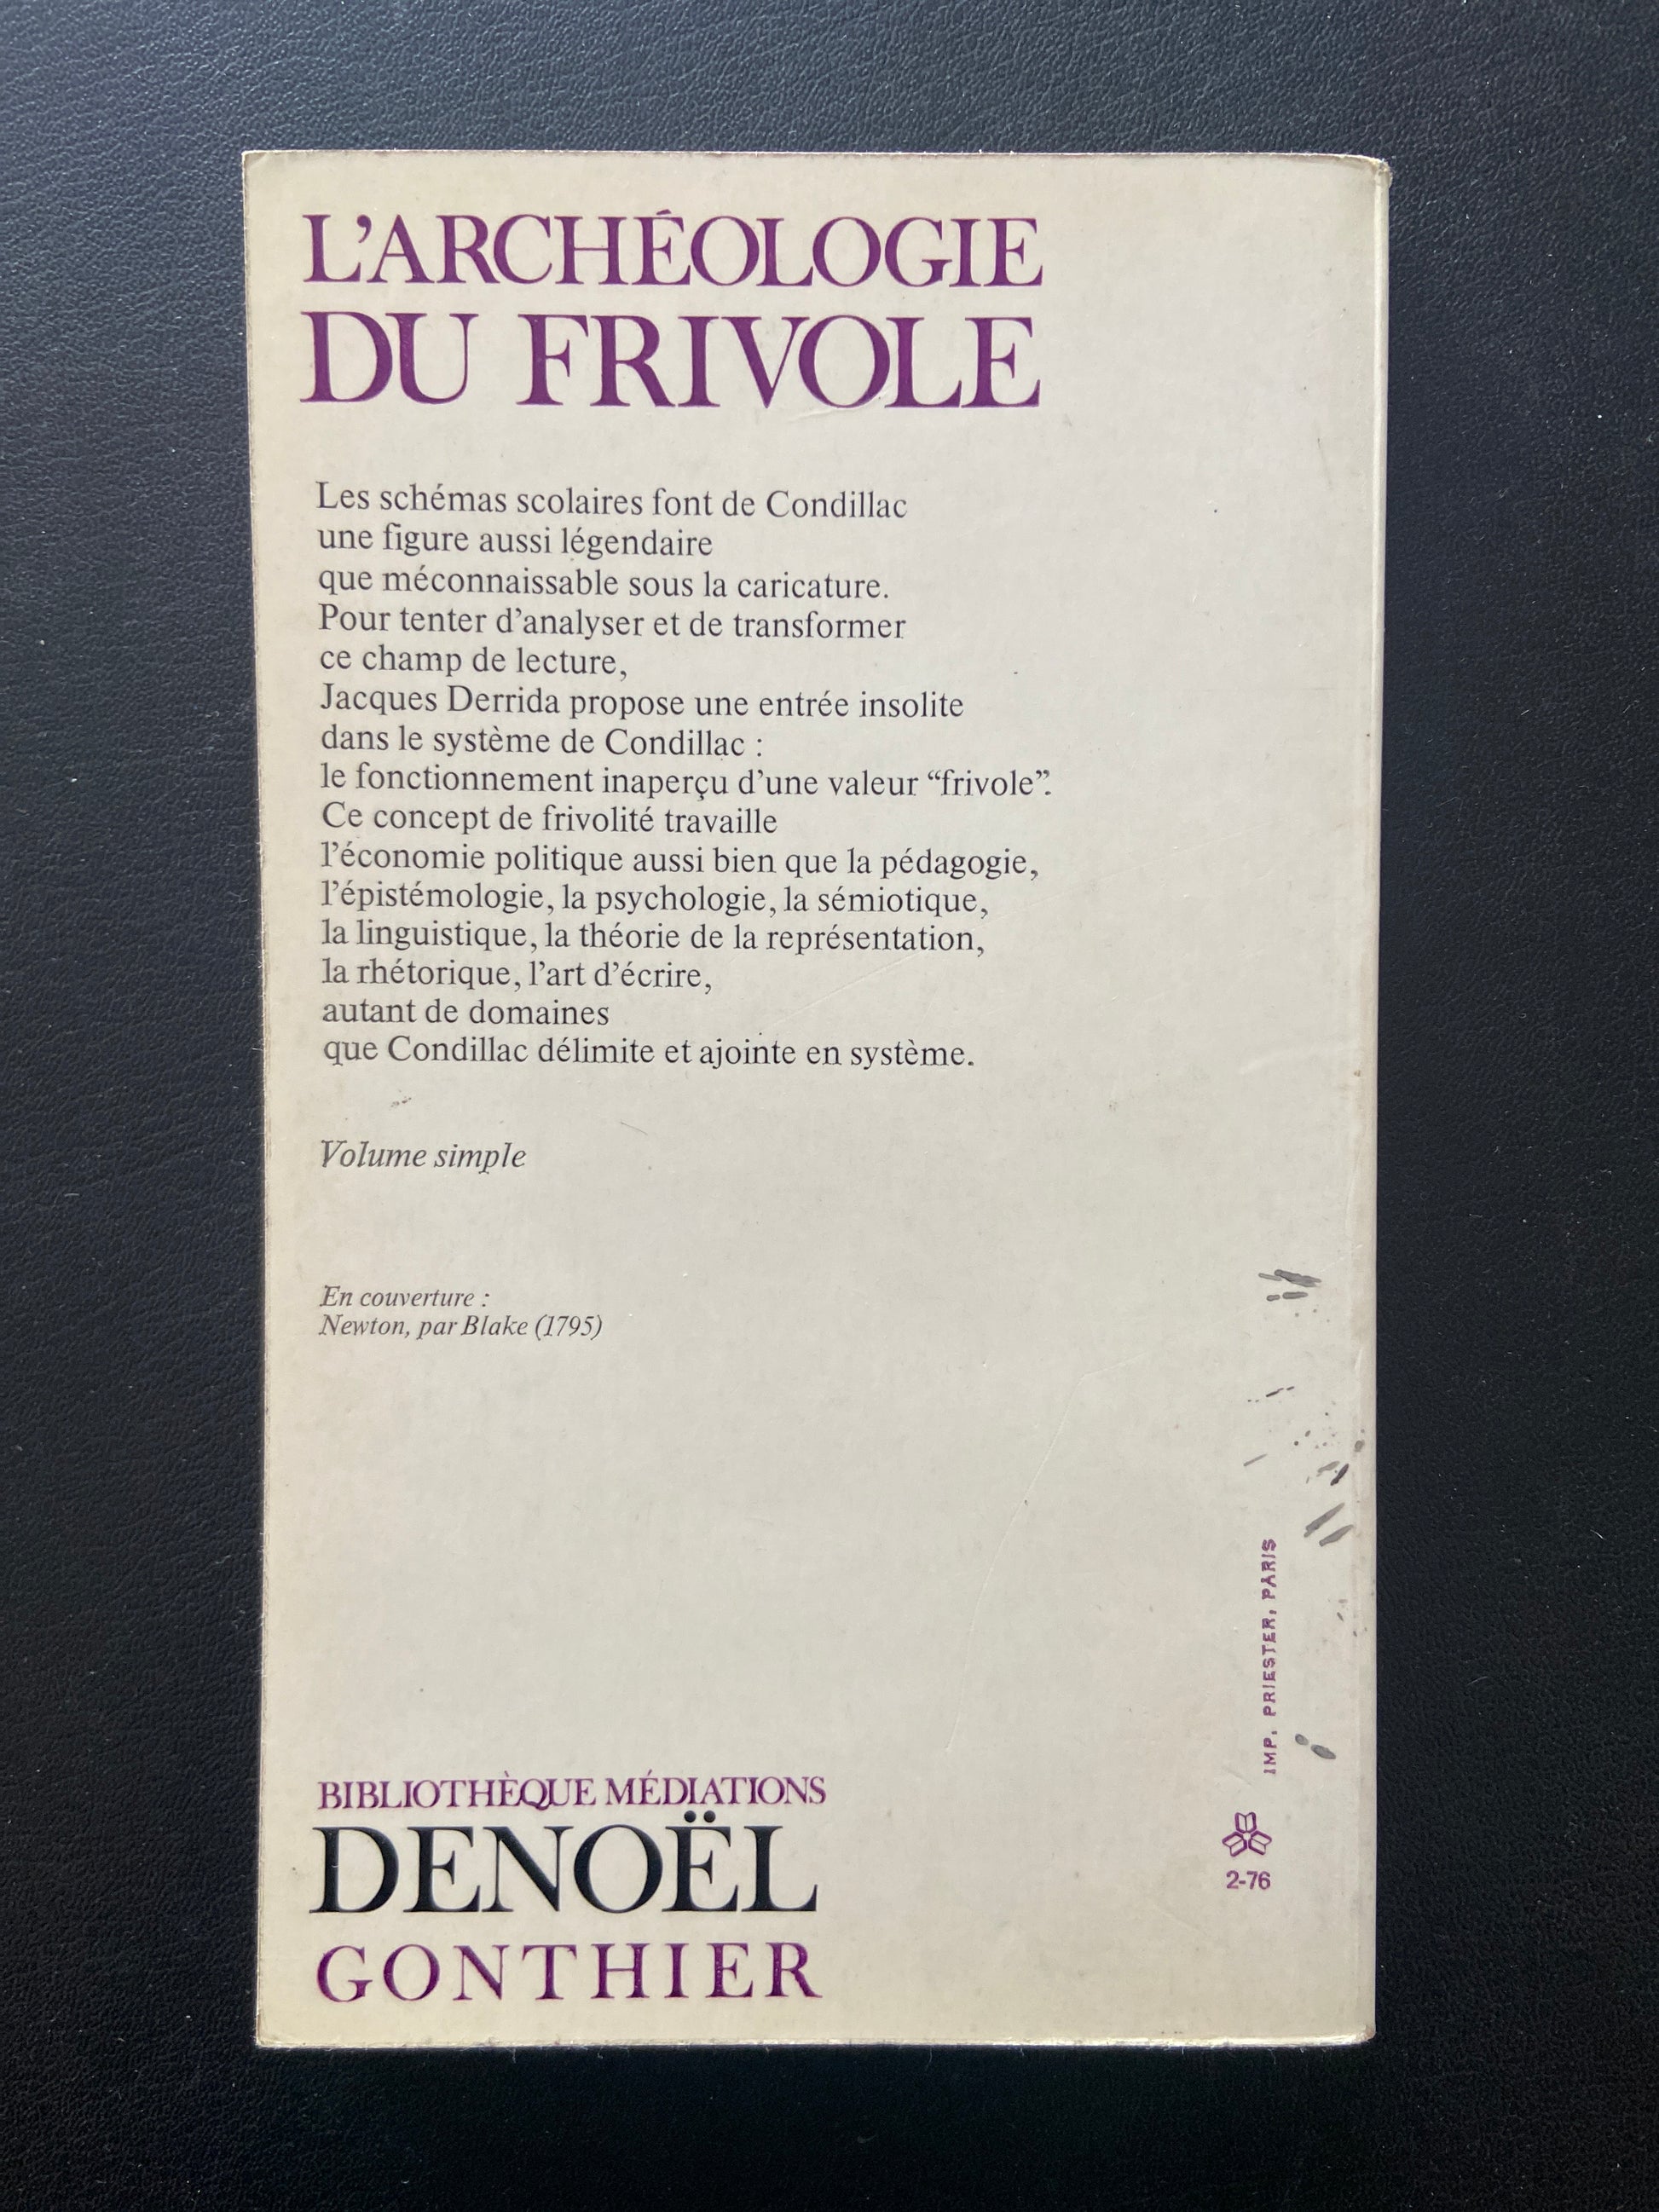 L’ARCHÉOLOGIE
DU FRIVOLE
Les schémas scolaires font de Condillac
une figure aussi légendaire
que méconnaissable sous la caricature.
Pour tenter d’analyser et de transformer
ce champ de lecture,
Jacques Derrida propose une entrée insolite
dans le système de Condillac :
le fonctionnement inaperçu d’une valeur “frivole”.
Ce concept de frivolité travaille
l’économie politique aussi bien que la pédagogie,
l’épistémologie, la psychologie, la sémiotique,
la linguistique, la théorie de la représentation,
la rhétorique, l’art d’écrire,
autant de domaines
que Condillac délimite et ajointe en système.
Volume simple
En couverture :
Newton, par Blake (1795)
IMP. PRIESTER, PARIS
2-76
BIBLIOTHÈQUE MÉDIATIONS
DENOËL
GONTHIER